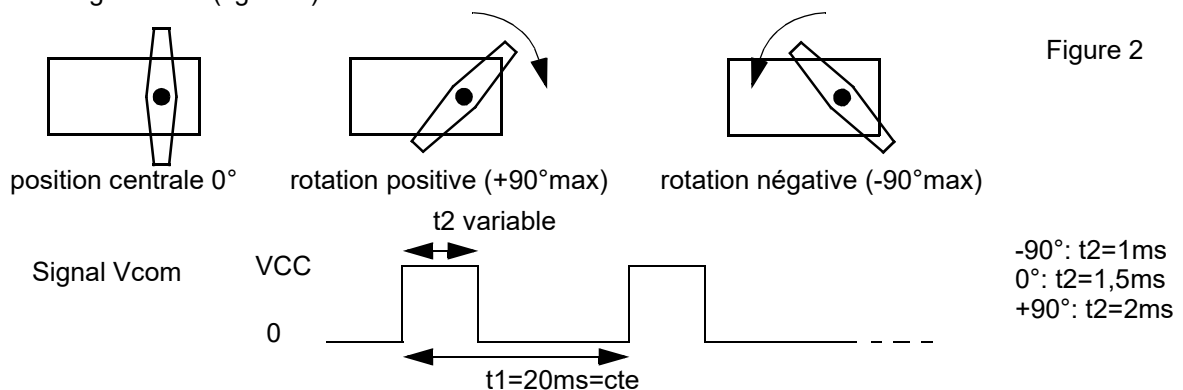 Figure 2
position centrale 0°
rotation positive (+90°max)
rotation négative (-90°max)
t2 variable
Signal Vcom
VCC
0
t1=20ms=cte
-90°: t2=1ms
0°: t2=1,5ms
+90°: t2=2ms